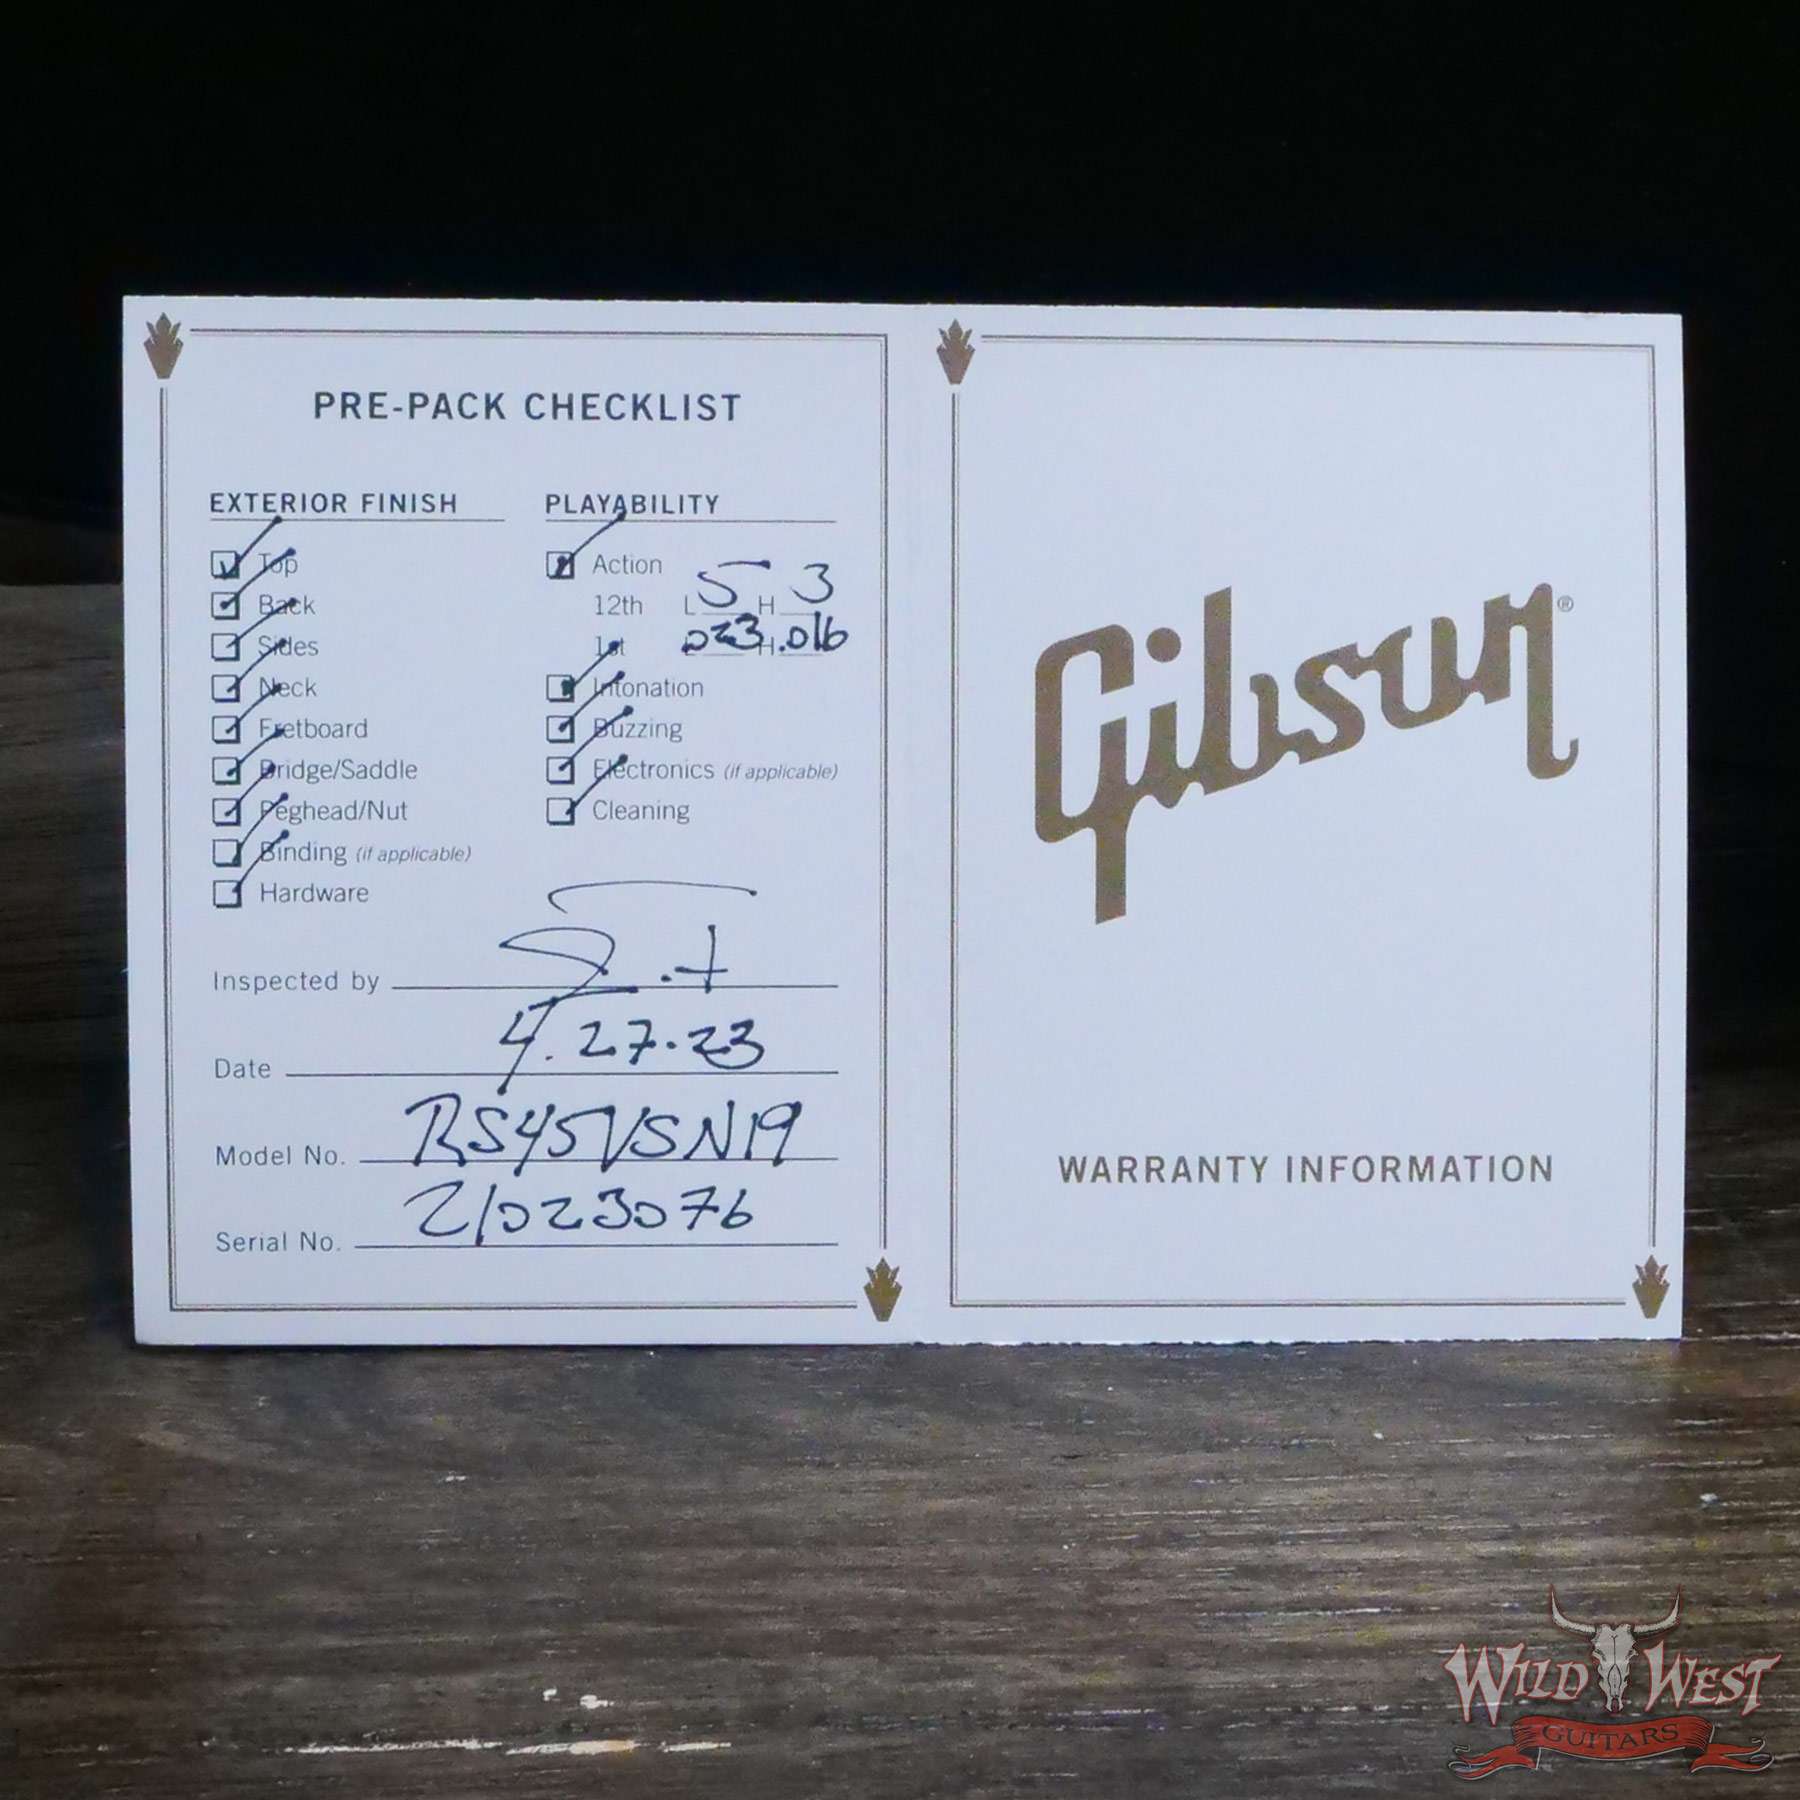 PRE-PACK CHECKLIST
EXTERIOR FINISH
Top
Back
Sides
Neck
Fretboard
Bridge/Saddle
Peghead/Nut
Binding (if applicable)
Hardware
PLAYABILITY
Action
12th L 5 H 3
1st L .023 H .016
Intonation
Buzzing
Electronics (if applicable)
Cleaning
Inspected by
Date 4.27.23
Model No. RS45VSN19
Serial No. 21023076
Gibson®
WARRANTY INFORMATION
WILD WEST
GUITARS